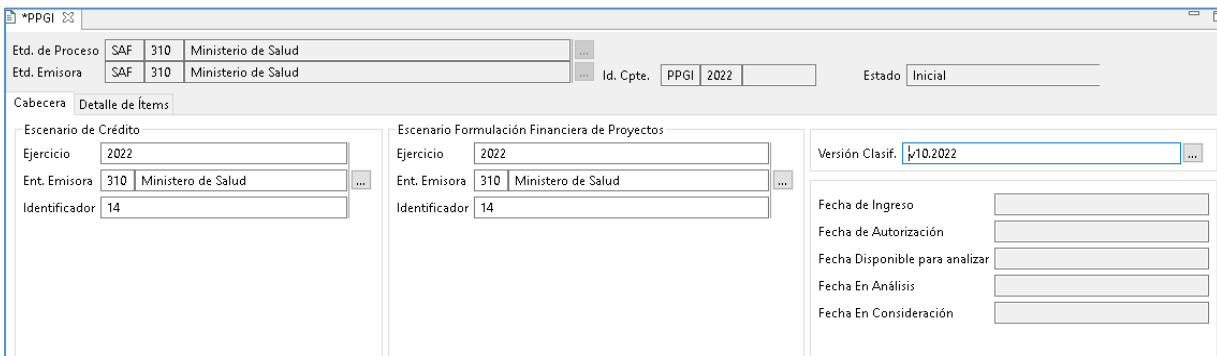 *PPGI
Etd. de Proceso SAF 310 Ministerio de Salud ...
Etd. Emisora SAF 310 Ministerio de Salud ... Id. Cpte. PPGI 2022 Estado Inicial
Cabecera Detalle de Ítems
Escenario de Crédito
Ejercicio 2022
Ent. Emisora 310 Ministero de Salud ...
Identificador 14
Escenario Formulación Financiera de Proyectos
Ejercicio 2022
Ent. Emisora 310 Ministero de Salud ...
Identificador 14
Versión Clasif. v10.2022 ...
Fecha de Ingreso
Fecha de Autorización
Fecha Disponible para analizar
Fecha En Análisis
Fecha En Consideración